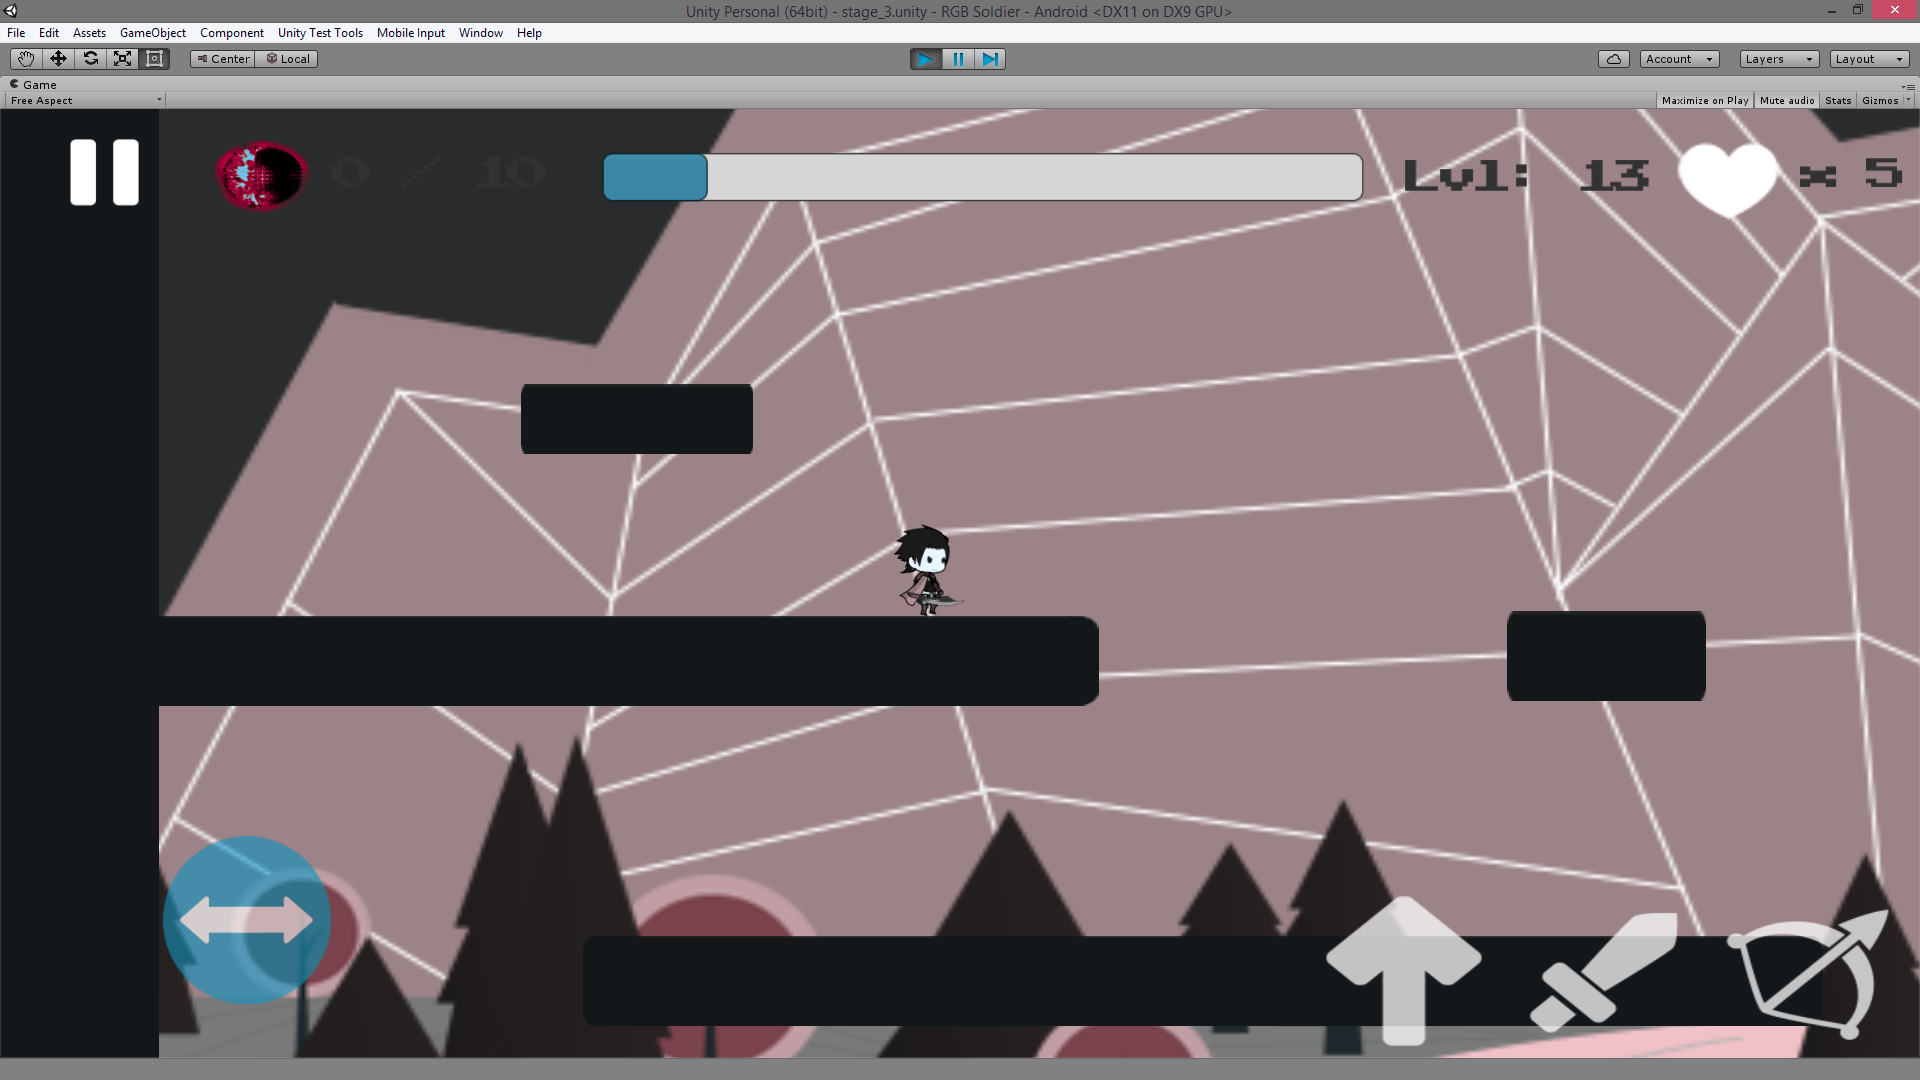 Unity Personal (64bit) - stage_3.unity - RGB Soldier - Android <DX11 on DX9 GPU>
File Edit Assets GameObject Component Unity Test Tools Mobile Input Window Help
Center Local Account Layers Layout
Game
Free Aspect Maximize on Play Mute audio Stats Gizmos
0 / 10 Lvl: 13 x 5